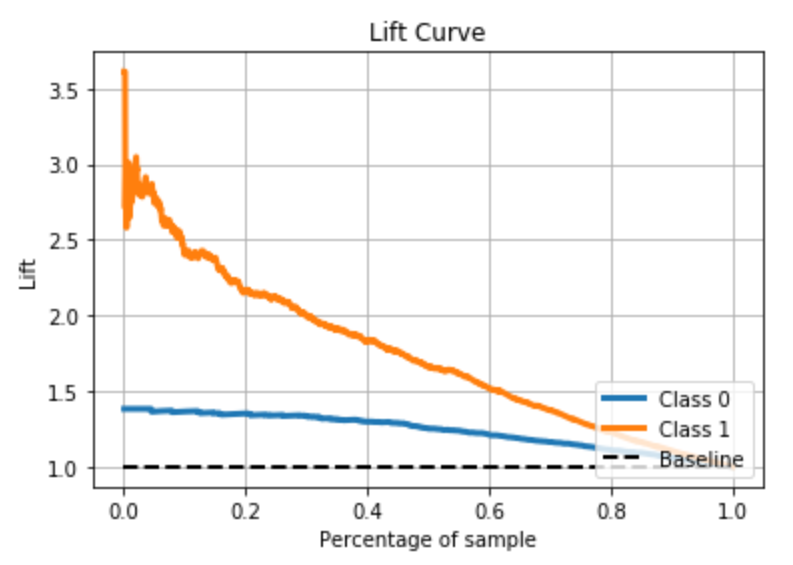 Lift Curve
3.5
3.0
2.5
2.0
1.5
1.0
Lift
Class 0
Class 1
Baseline
0.0 0.2 0.4 0.6 0.8 1.0
Percentage of sample